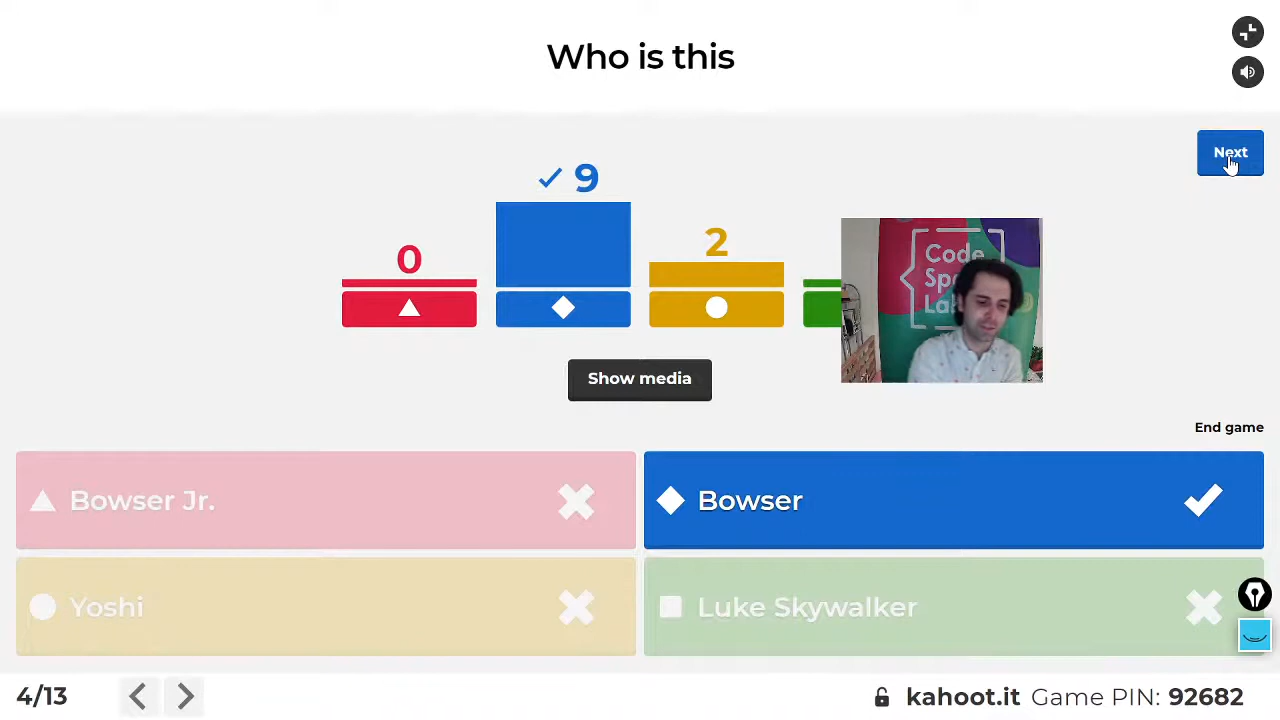 Who is this
Next
9
2
0
Code
Sp
La
Show media
End game
Bowser Jr.
Bowser
Yoshi
Luke Skywalker
4/13
kahoot.it Game PIN: 92682